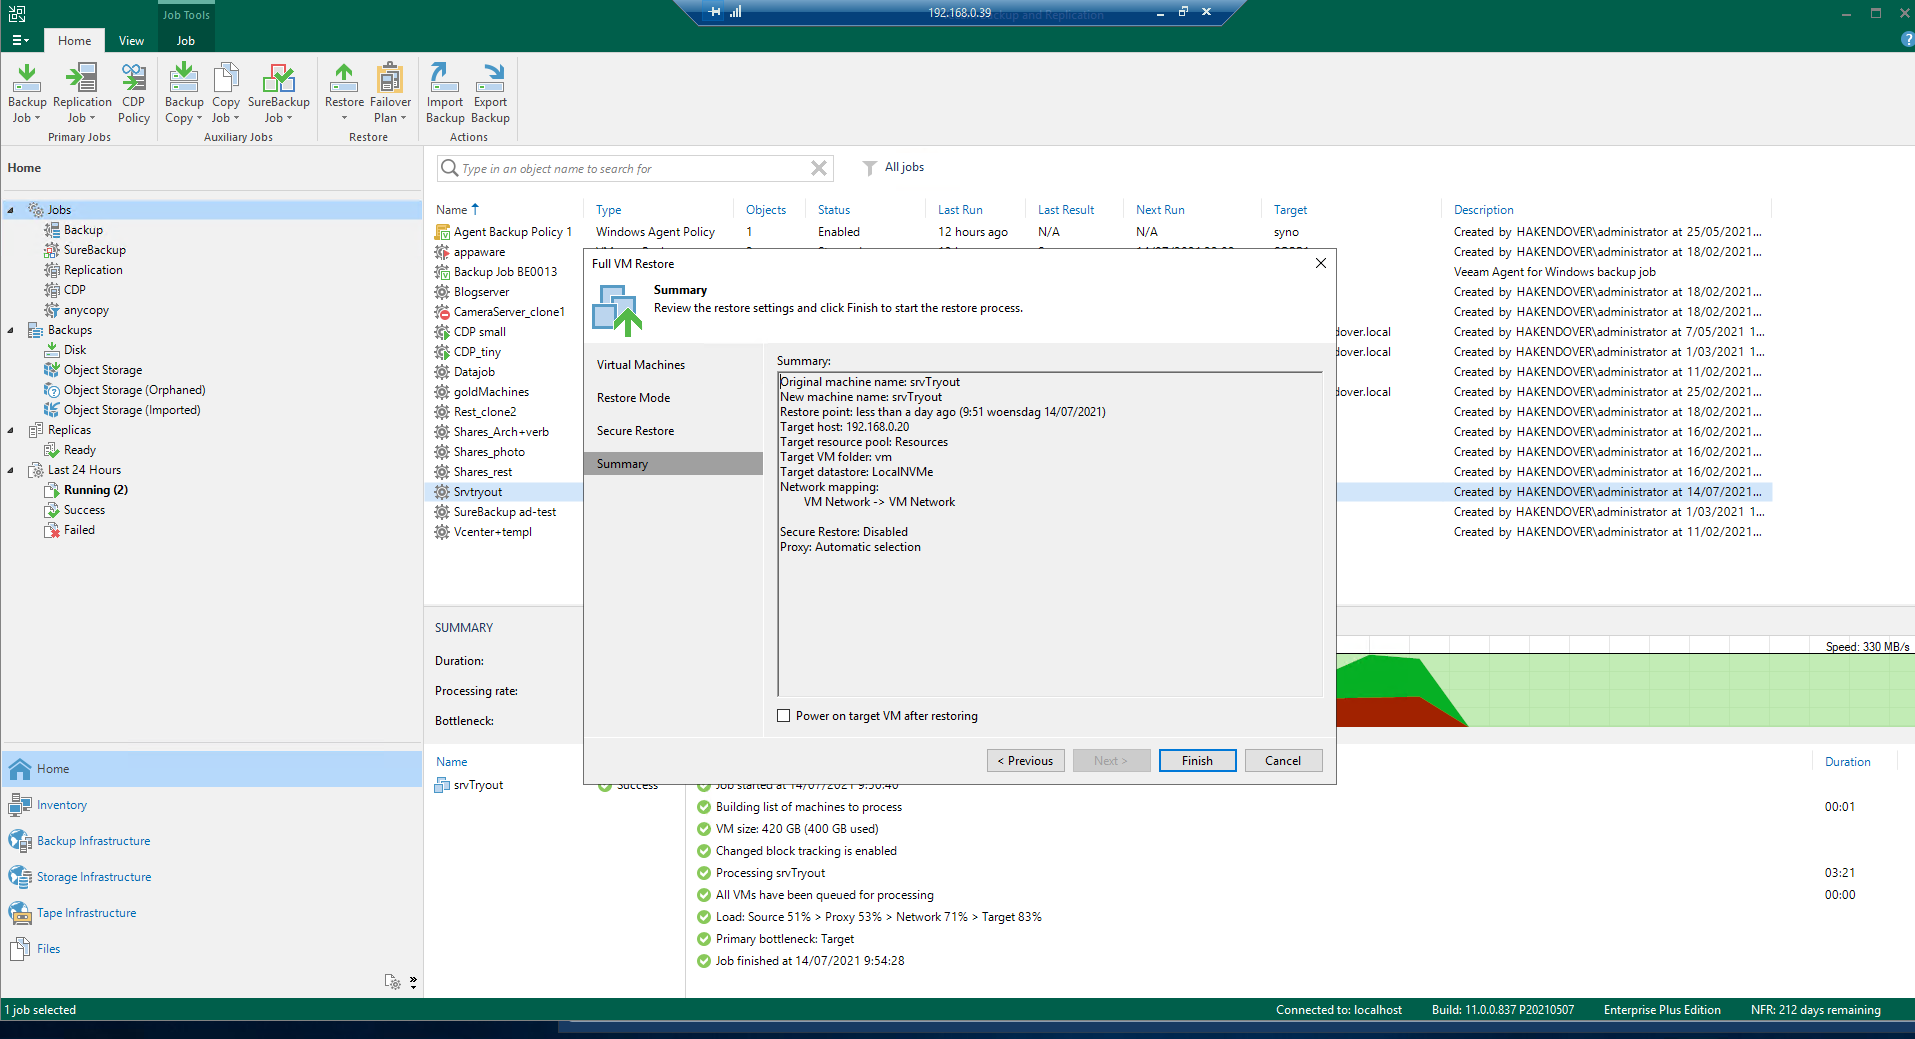 Job Tools
192.168.0.39
ckup and Replication
Home
View
Job
Backup Job
Replication Job
CDP Policy
Primary Jobs
Backup Copy
Copy Job
SureBackup Job
Auxiliary Jobs
Restore
Failover Plan
Restore
Import Backup
Export Backup
Actions
Home
Jobs
Backup
SureBackup
Replication
CDP
anycopy
Backups
Disk
Object Storage
Object Storage (Orphaned)
Object Storage (Imported)
Replicas
Ready
Last 24 Hours
Running (2)
Success
Failed
Home
Inventory
Backup Infrastructure
Storage Infrastructure
Tape Infrastructure
Files
Type in an object name to search for
All jobs
Name Type Objects Status Last Run Last Result Next Run Target Description
Agent Backup Policy 1 Windows Agent Policy 1 Enabled 12 hours ago N/A N/A syno Created by HAKENDOVER\administrator at 25/05/2021...
appaware Created by HAKENDOVER\administrator at 18/02/2021...
Backup Job BE0013 Veeam Agent for Windows backup job
Blogserver Created by HAKENDOVER\administrator at 18/02/2021...
CameraServer_clone1 Created by HAKENDOVER\administrator at 18/02/2021...
CDP small dover.local Created by HAKENDOVER\administrator at 7/05/2021 1...
CDP_tiny dover.local Created by HAKENDOVER\administrator at 1/03/2021 1...
Datajob Created by HAKENDOVER\administrator at 11/02/2021...
goldMachines dover.local Created by HAKENDOVER\administrator at 25/02/2021...
Rest_clone2 Created by HAKENDOVER\administrator at 18/02/2021...
Shares_Arch+verb Created by HAKENDOVER\administrator at 16/02/2021...
Shares_photo Created by HAKENDOVER\administrator at 16/02/2021...
Shares_rest Created by HAKENDOVER\administrator at 16/02/2021...
Srvtryout Created by HAKENDOVER\administrator at 14/07/2021...
SureBackup ad-test Created by HAKENDOVER\administrator at 1/03/2021 1...
Vcenter+templ Created by HAKENDOVER\administrator at 11/02/2021...
Full VM Restore
Summary
Review the restore settings and click Finish to start the restore process.
Virtual Machines
Restore Mode
Secure Restore
Summary
Summary:
Original machine name: srvTryout
New machine name: srvTryout
Restore point: less than a day ago (9:51 woensdag 14/07/2021)
Target host: 192.168.0.20
Target resource pool: Resources
Target VM folder: vm
Target datastore: LocalNVMe
Network mapping:
VM Network -> VM Network
Secure Restore: Disabled
Proxy: Automatic selection
Power on target VM after restoring
< Previous
Next >
Finish
Cancel
SUMMARY
Duration:
Processing rate:
Bottleneck:
Speed: 330 MB/s
Name Duration
srvTryout Success
Job started at 14/07/2021 9:50:40
Building list of machines to process 00:01
VM size: 420 GB (400 GB used)
Changed block tracking is enabled
Processing srvTryout 03:21
All VMs have been queued for processing 00:00
Load: Source 51% > Proxy 53% > Network 71% > Target 83%
Primary bottleneck: Target
Job finished at 14/07/2021 9:54:28
1 job selected
Connected to: localhost
Build: 11.0.0.837 P20210507
Enterprise Plus Edition
NFR: 212 days remaining